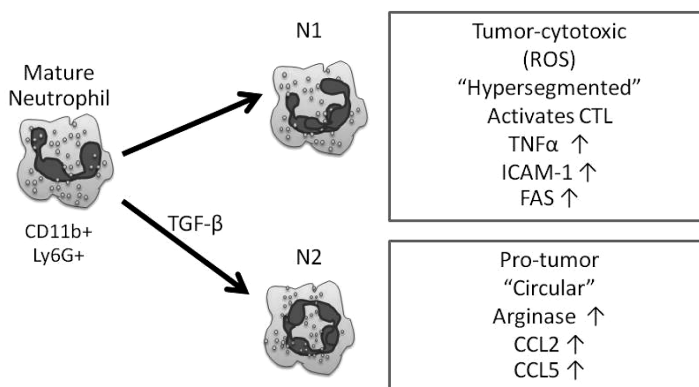 Mature
Neutrophil
CD11b+
Ly6G+
TGF-β
N1
Tumor-cytotoxic
(ROS)
“Hypersegmented”
Activates CTL
TNFα ↑
ICAM-1 ↑
FAS ↑
N2
Pro-tumor
“Circular”
Arginase ↑
CCL2 ↑
CCL5 ↑